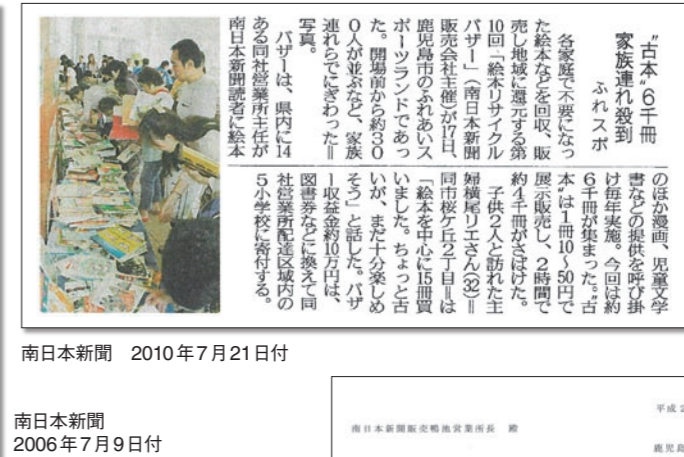 ”古本”6千冊
家族連れ殺到
ふれスポ
各家庭で不要になっ
た絵本などを回収、販
売し地域に還元する第
10回「絵本リサイクル
バザー」(南日本新聞
販売会社主催)が17日、
鹿児島市のふれあいス
ポーツランドであっ
た。開場前から約30
0人が並ぶなど、家族
連れらでにぎわった=
写真。
バザーは、県内に14
ある同社営業所主任が
南日本新聞読者に絵本
のほか漫画、児童文学
書などの提供を呼び掛
け毎年実施。今回は約
6千冊が集まった。”古
本”は1冊10~50円で
展示販売し、2時間で
約4千冊がさばけた。
子供2人と訪れた主
婦横尾リエさん(32)=
同市桜ケ丘2丁目=は
「絵本を中心に15冊買
いました。ちょっと古
いが、まだ十分楽しめ
そう」と話した。バザ
ー収益金約10万円は、
図書券などに換えて同
社営業所配達区域内の
5小学校に寄付する。
南日本新聞 2010年7月21日付
南日本新聞
2006年7月9日付
平成2
南日本新聞販売鴨池営業所長 殿
鹿児島